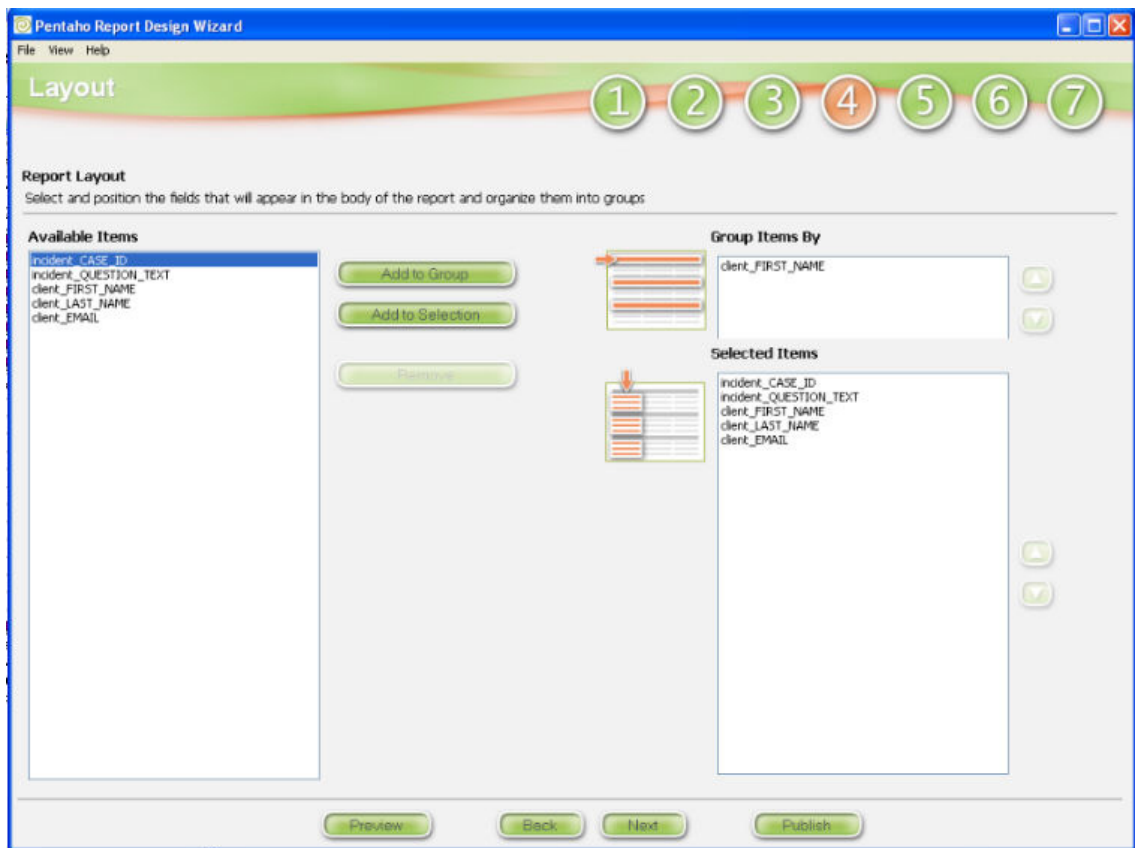 Pentaho Report Design Wizard
File View Help
Layout
1 2 3 4 5 6 7
Report Layout
Select and position the fields that will appear in the body of the report and organize them into groups
Available Items
incident_CASE_ID
incident_QUESTION_TEXT
client_FIRST_NAME
client_LAST_NAME
client_EMAIL
Add to Group
Add to Selection
Remove
Group Items By
client_FIRST_NAME
Selected Items
incident_CASE_ID
incident_QUESTION_TEXT
client_FIRST_NAME
client_LAST_NAME
client_EMAIL
Preview Back Next Publish